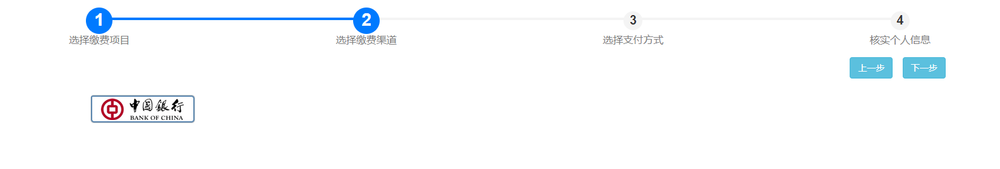 1 2 3 4
选择缴费项目 选择缴费渠道 选择支付方式 核实个人信息
上一步 下一步
中国銀行
BANK OF CHINA